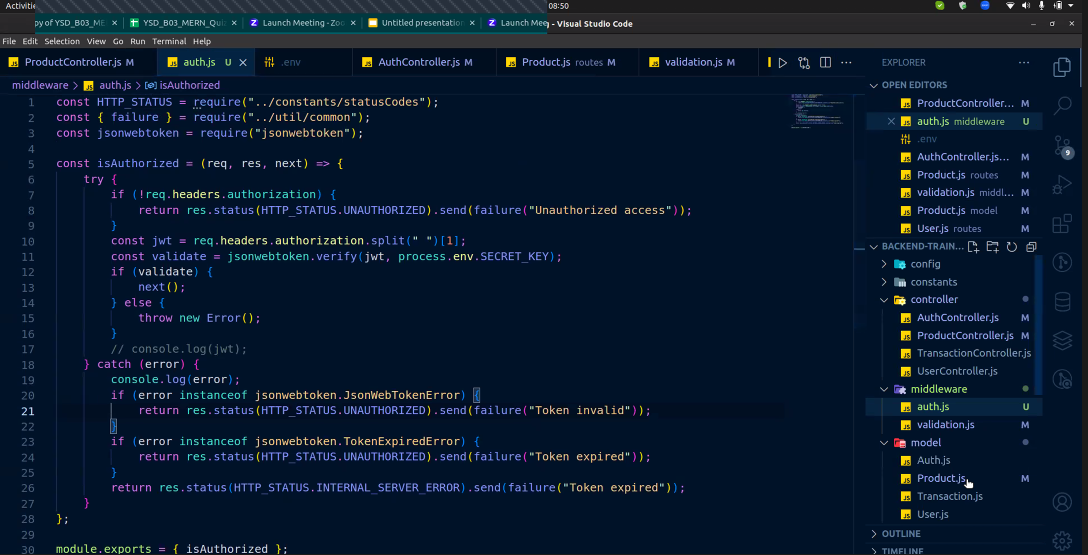 Activities
08:50
py of YSD_B03_ME
YSD_B03_MERN_Qui
Launch Meeting - Zoo
Untitled presentation
Launch Mee
g - Visual Studio Code
File Edit Selection View Go Run Terminal Help
ProductController.js M
auth.js U
.env
AuthController.js M
Product.js routes M
validation.js M
middleware > auth.js > isAuthorized
1 const HTTP_STATUS = require("../constants/statusCodes");
2 const { failure } = require("../util/common");
3 const jsonwebtoken = require("jsonwebtoken");
4
5 const isAuthorized = (req, res, next) => {
6 try {
7 if (!req.headers.authorization) {
8 return res.status(HTTP_STATUS.UNAUTHORIZED).send(failure("Unauthorized access"));
9 }
10 const jwt = req.headers.authorization.split(" ")[1];
11 const validate = jsonwebtoken.verify(jwt, process.env.SECRET_KEY);
12 if (validate) {
13 next();
14 } else {
15 throw new Error();
16 }
17 // console.log(jwt);
18 } catch (error) {
19 console.log(error);
20 if (error instanceof jsonwebtoken.JsonWebTokenError) {
21 return res.status(HTTP_STATUS.UNAUTHORIZED).send(failure("Token invalid"));
22 }
23 if (error instanceof jsonwebtoken.TokenExpiredError) {
24 return res.status(HTTP_STATUS.UNAUTHORIZED).send(failure("Token expired"));
25 }
26 return res.status(HTTP_STATUS.INTERNAL_SERVER_ERROR).send(failure("Token expired"));
27 }
28 };
29
30 module.exports = { isAuthorized };
EXPLORER
OPEN EDITORS
ProductController... M
auth.js middleware U
.env
AuthController.js... M
Product.js routes M
validation.js middl... M
Product.js model M
User.js routes M
BACKEND-TRAIN...
config
constants
controller
AuthController.js M
ProductController.js M
TransactionController.js
UserController.js
middleware
auth.js U
validation.js M
model
Auth.js
Product.js M
Transaction.js
User.js
OUTLINE
TIMELINE
9